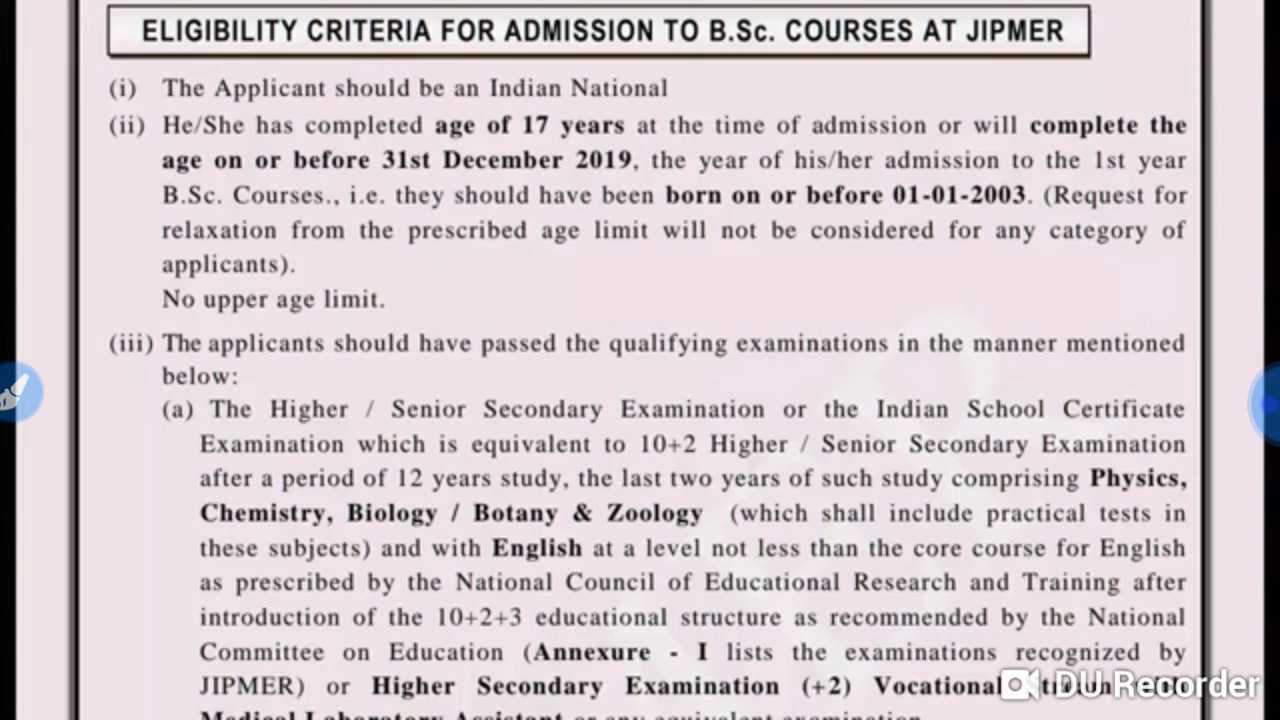 ELIGIBILITY CRITERIA FOR ADMISSION TO B.Sc. COURSES AT JIPMER
(i) The Applicant should be an Indian National
(ii) He/She has completed age of 17 years at the time of admission or will complete the
age on or before 31st December 2019, the year of his/her admission to the 1st year
B.Sc. Courses., i.e. they should have been born on or before 01-01-2003. (Request for
relaxation from the prescribed age limit will not be considered for any category of
applicants).
No upper age limit.
(iii) The applicants should have passed the qualifying examinations in the manner mentioned
below:
(a) The Higher / Senior Secondary Examination or the Indian School Certificate
Examination which is equivalent to 10+2 Higher / Senior Secondary Examination
after a period of 12 years study, the last two years of such study comprising Physics,
Chemistry, Biology / Botany & Zoology (which shall include practical tests in
these subjects) and with English at a level not less than the core course for English
as prescribed by the National Council of Educational Research and Training after
introduction of the 10+2+3 educational structure as recommended by the National
Committee on Education (Annexure - I lists the examinations recognized by
JIPMER) or Higher Secondary Examination (+2) Vocational
DU Recorder
Medical Laboratory Assistant or any equivalent examination